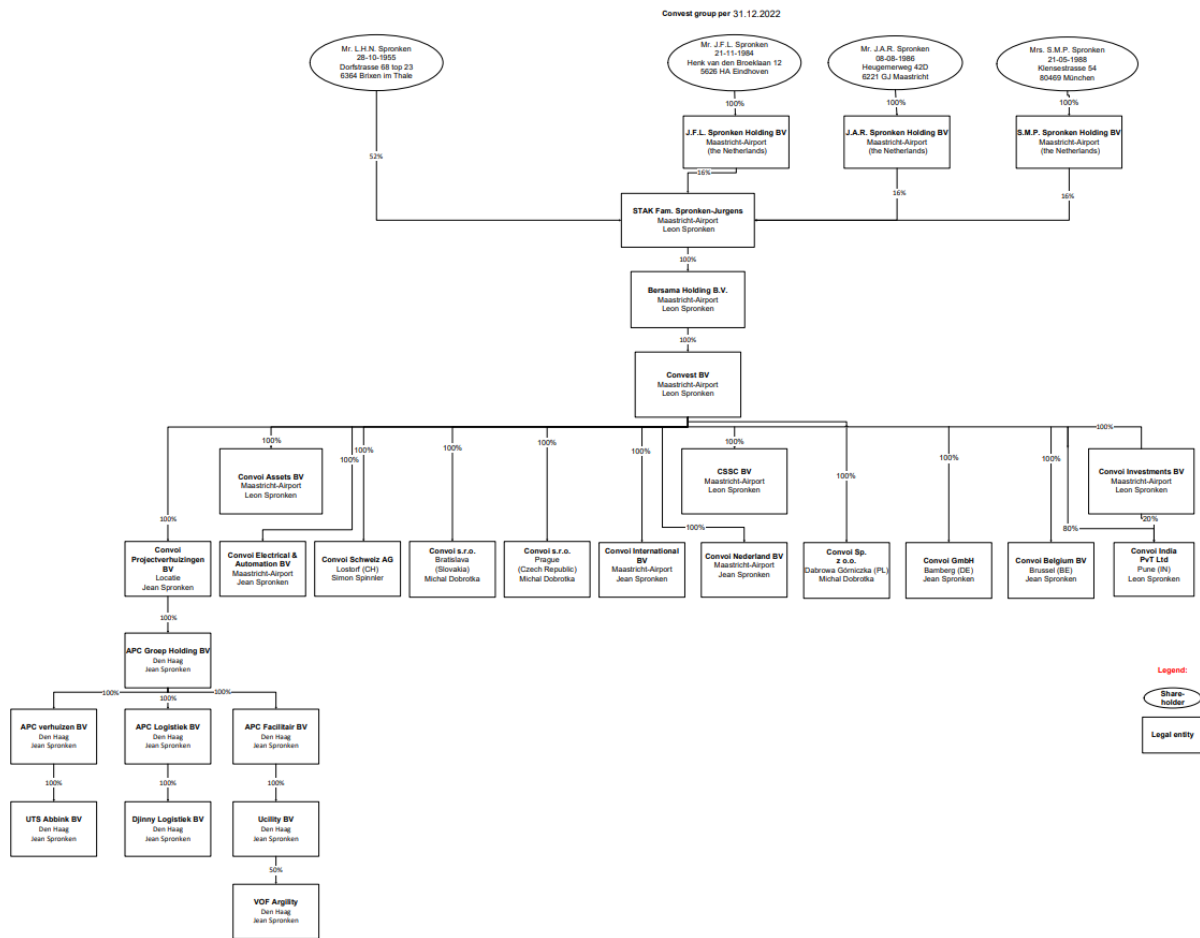 Convest group per 31.12.2022
Mr. L.H.N. Spronken
28-10-1955
Dorfstrasse 68 top 23
6364 Brixen im Thale
Mr. J.F.L. Spronken
21-11-1984
Henk van den Broeklaan 12
5626 HA Eindhoven
Mr. J.A.R. Spronken
08-08-1986
Heugemerweg 42D
6221 GJ Maastricht
Mrs. S.M.P. Spronken
21-05-1988
Klensestrasse 54
80469 München
100%
100%
100%
J.F.L. Spronken Holding BV
Maastricht-Airport
(the Netherlands)
J.A.R. Spronken Holding BV
Maastricht-Airport
(the Netherlands)
S.M.P. Spronken Holding BV
Maastricht-Airport
(the Netherlands)
52%
16%
16%
16%
STAK Fam. Spronken-Jurgens
Maastricht-Airport
Leon Spronken
100%
Bersama Holding B.V.
Maastricht-Airport
Leon Spronken
100%
Convest BV
Maastricht-Airport
Leon Spronken
100%
100%
100%
100%
100%
100%
100%
100%
100%
100%
100%
Convoi Assets BV
Maastricht-Airport
Leon Spronken
CSSC BV
Maastricht-Airport
Leon Spronken
Convoi Investments BV
Maastricht-Airport
Leon Spronken
100%
100%
80%
20%
Convoi
Projectverhuizingen
BV
Locatie
Jean Spronken
Convoi Electrical &
Automation BV
Maastricht-Airport
Jean Spronken
Convoi Schweiz AG
Lostorf (CH)
Simon Spinnler
Convoi s.r.o.
Bratislava
(Slovakia)
Michal Dobrotka
Convoi s.r.o.
Prague
(Czech Republic)
Michal Dobrotka
Convoi International
BV
Maastricht-Airport
Jean Spronken
Convoi Nederland BV
Maastricht-Airport
Jean Spronken
Convoi Sp.
z o.o.
Dabrowa Górniczka (PL)
Michal Dobrotka
Convoi GmbH
Bamberg (DE)
Jean Spronken
Convoi Belgium BV
Brussel (BE)
Jean Spronken
Convoi India
PvT Ltd
Pune (IN)
Leon Spronken
100%
APC Groep Holding BV
Den Haag
Jean Spronken
100%
100%
100%
APC verhuizen BV
Den Haag
Jean Spronken
APC Logistiek BV
Den Haag
Jean Spronken
APC Facilitair BV
Den Haag
Jean Spronken
100%
100%
100%
UTS Abbink BV
Den Haag
Jean Spronken
Djinny Logistiek BV
Den Haag
Jean Spronken
Ucility BV
Den Haag
Jean Spronken
50%
VOF Argility
Den Haag
Jean Spronken
Legend:
Share-
holder
Legal entity